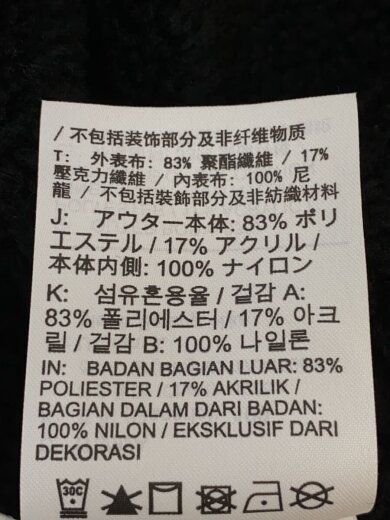 / 不包括装饰部分及非纤维物质
T: 外表布: 83% 聚酯纖維 / 17%
壓克力纖維 / 內表布: 100% 尼
龍 / 不包括裝飾部分及非紡織材料
J: アウター本体: 83% ポリ
エステル / 17% アクリル /
本体内側: 100% ナイロン
K: 섬유혼용율 / 겉감 A:
83% 폴리에스터 / 17% 아크
릴 / 겉감 B: 100% 나일론
IN: BADAN BAGIAN LUAR: 83%
POLIESTER / 17% AKRILIK /
BAGIAN DALAM DARI BADAN:
100% NILON / EKSKLUSIF DARI
DEKORASI
30C